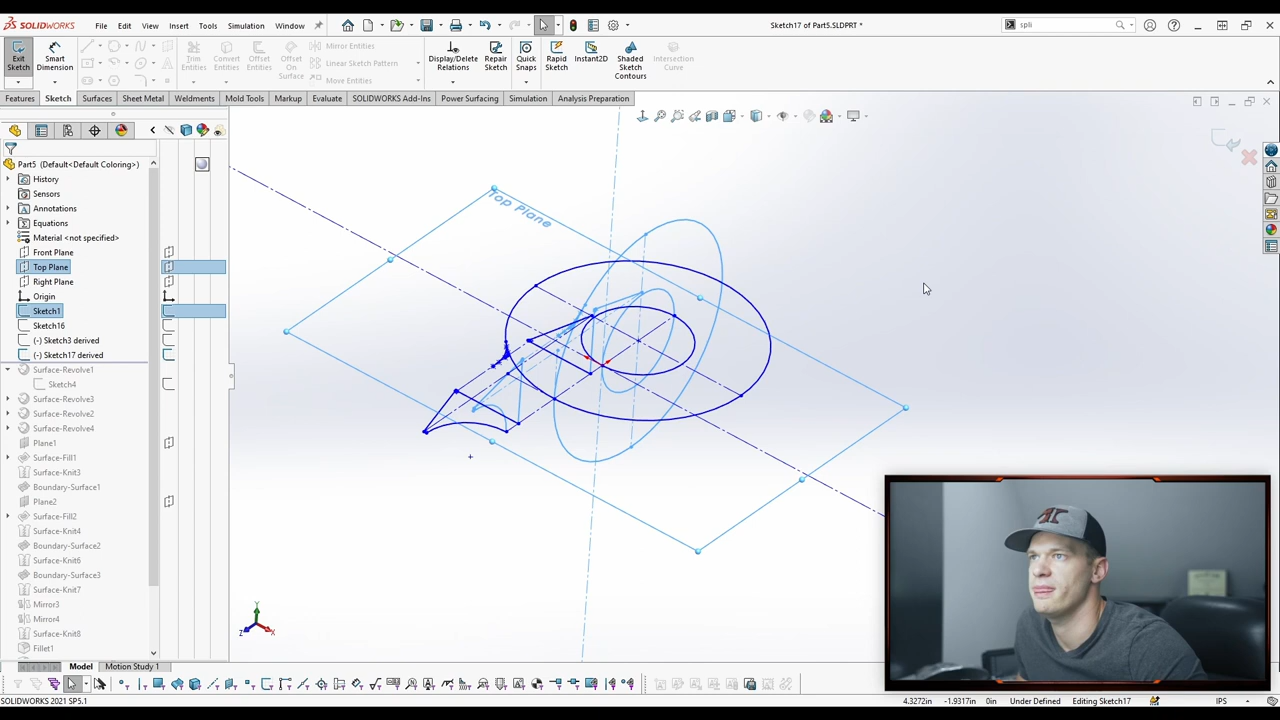 SOLIDWORKS File Edit View Insert Tools Simulation Window Sketch17 of Part5.SLDPRT * spli
Exit Sketch Smart Dimension Trim Entities Convert Entities Offset Entities Offset On Surface Mirror Entities Linear Sketch Pattern Move Entities Display/Delete Relations Repair Sketch Quick Snaps Rapid Sketch Instant2D Shaded Sketch Contours Intersection Curve
Features Sketch Surfaces Sheet Metal Weldments Mold Tools Markup Evaluate SOLIDWORKS Add-Ins Power Surfacing Simulation Analysis Preparation
Part5 (Default<Default Coloring>)
History
Sensors
Annotations
Equations
Material <not specified>
Front Plane
Top Plane
Right Plane
Origin
Sketch1
Sketch16
(-) Sketch3 derived
(-) Sketch17 derived
Surface-Revolve1
Sketch4
Surface-Revolve3
Surface-Revolve2
Surface-Revolve4
Plane1
Surface-Fill1
Surface-Knit3
Boundary-Surface1
Plane2
Surface-Fill2
Surface-Knit4
Boundary-Surface2
Surface-Knit6
Boundary-Surface3
Surface-Knit7
Mirror3
Mirror4
Surface-Knit8
Fillet1
Top Plane
Y
Z
X
Model Motion Study 1
SOLIDWORKS 2021 SP5.1 4.3272in -1.9317in 0in Under Defined Editing Sketch17 IPS